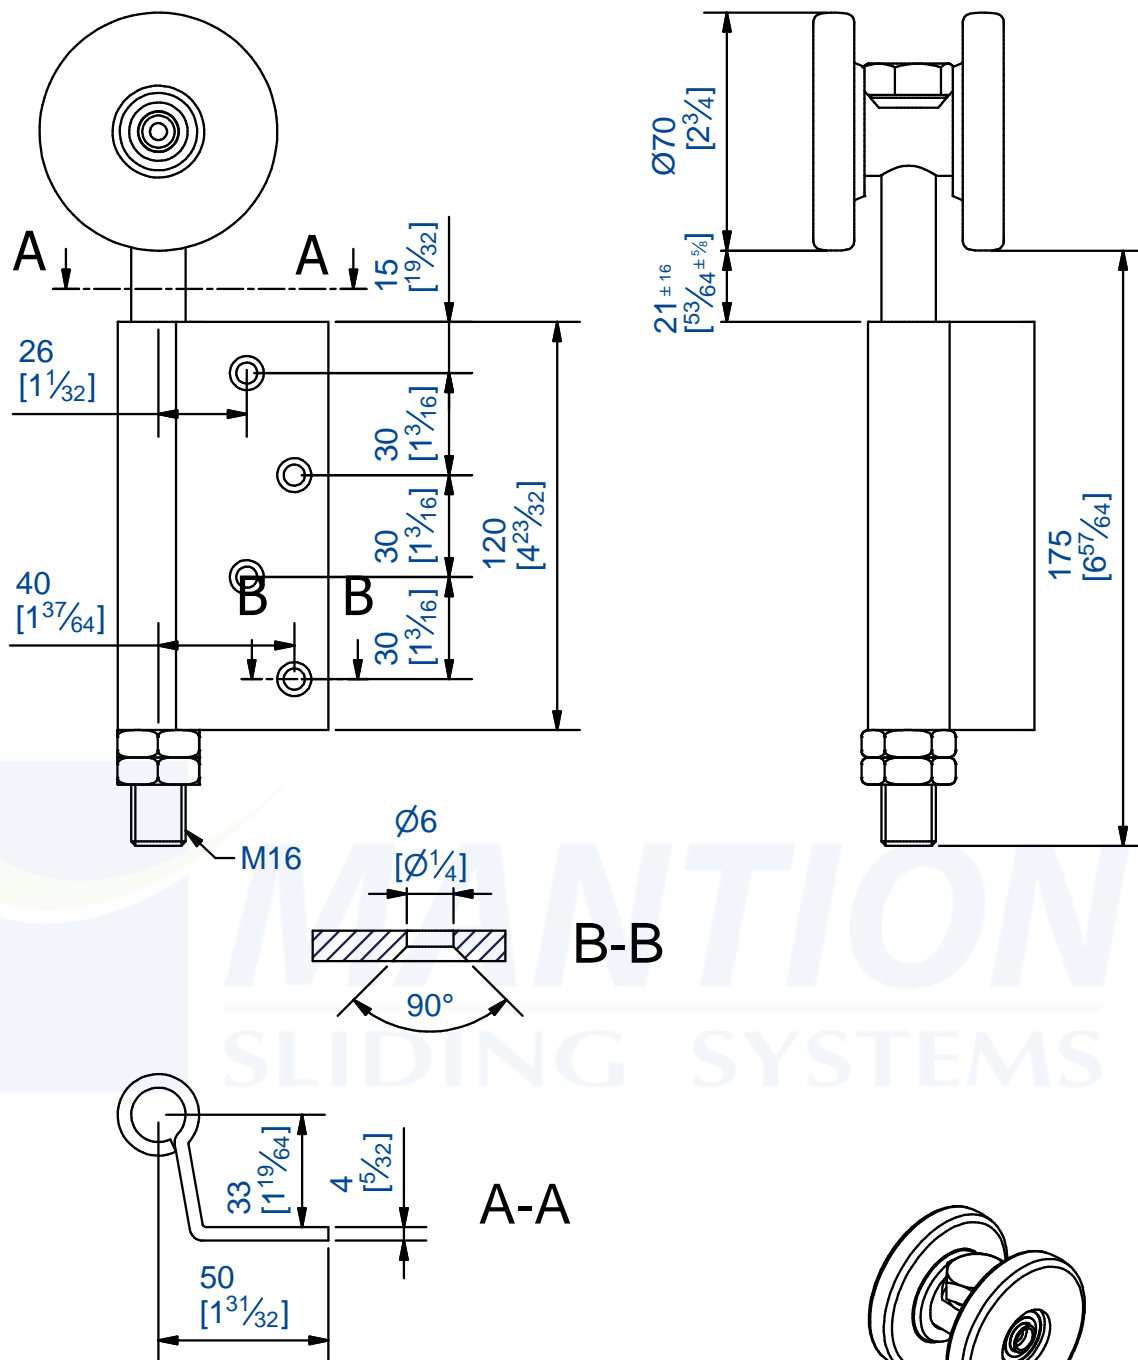 A
A
15
[19/32]
Ø70
[2 3/4]
21 ± 16
[53/64 ± 5/8]
26
[1 1/32]
30
[1 3/16]
30
[1 3/16]
120
[4 23/32]
175
[6 57/64]
40
[1 37/64]
B
B
30
[1 3/16]
M16
Ø6
[Ø 1/4]
B-B
90°
MANTION
SLIDING SYSTEMS
33
[1 19/64]
4
[5/32]
A-A
50
[1 31/32]